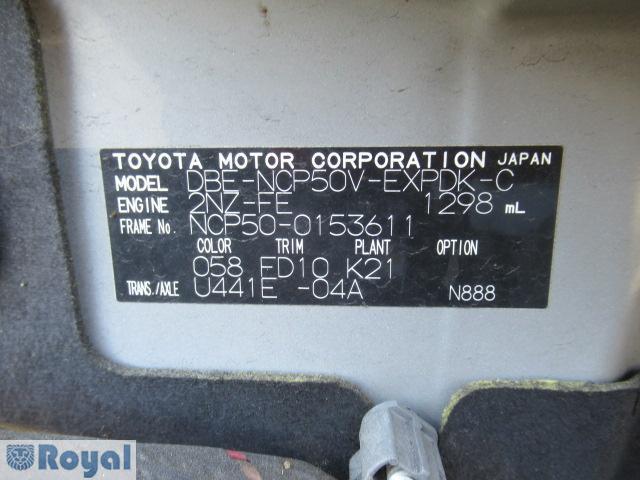 TOYOTA MOTOR CORPORATION JAPAN
MODEL DBE-NCP50V-EXPDK-C
ENGINE 2NZ-FE 1298 mL
FRAME No. NCP50-0153611
COLOR TRIM PLANT OPTION
058 ED10 K21
TRANS./AXLE U441E -04A N888
Royal